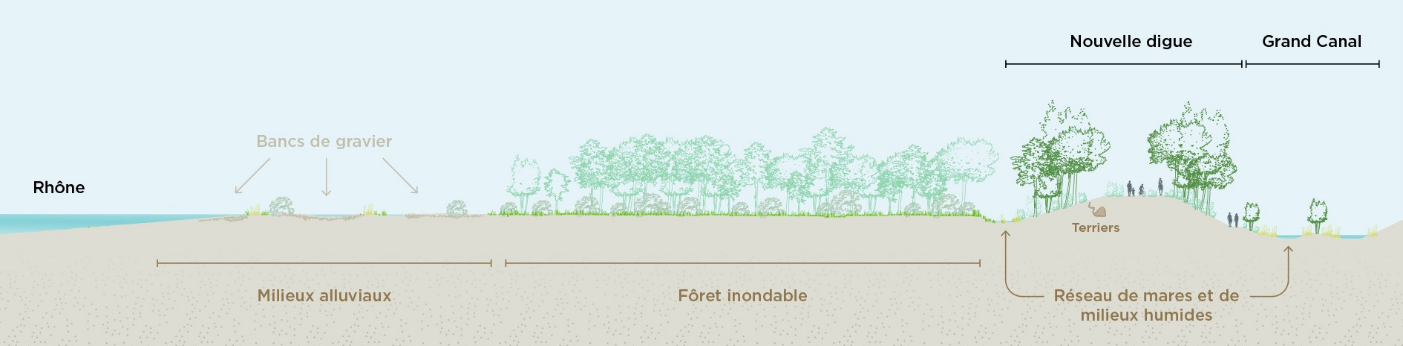 Nouvelle digue
Grand Canal
Bancs de gravier
Rhône
Terriers
Milieux alluviaux
Fôret inondable
Réseau de mares et de
milieux humides